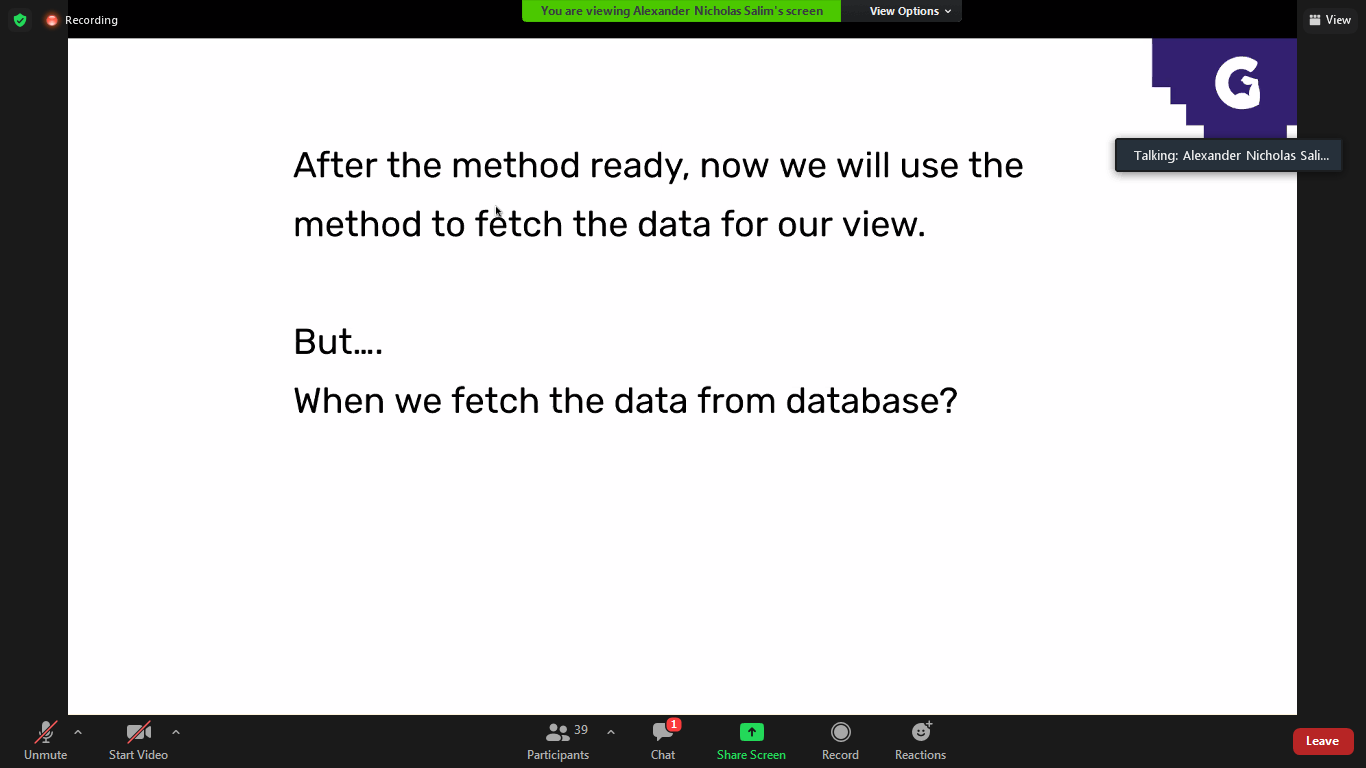 Recording
You are viewing Alexander Nicholas Salim's screen
View Options
View
G
Talking: Alexander Nicholas Sali...
After the method ready, now we will use the
method to fetch the data for our view.
But....
When we fetch the data from database?
Unmute
Start Video
39
Participants
1
Chat
Share Screen
Record
Reactions
Leave